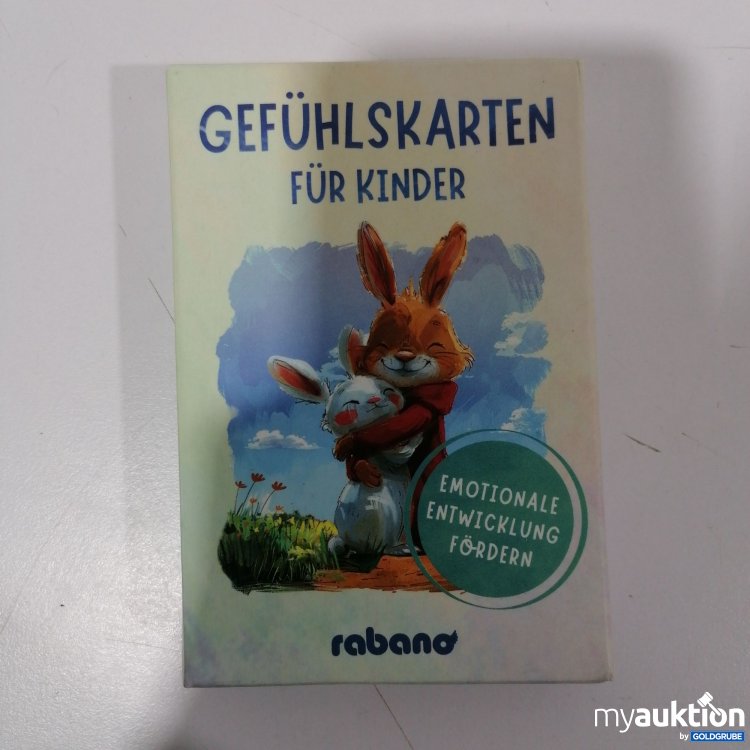 GEFÜHLSKARTEN
FÜR KINDER
EMOTIONALE
ENTWICKLUNG
FÖRDERN
rabano
myauktion
by GOLDGRUBE